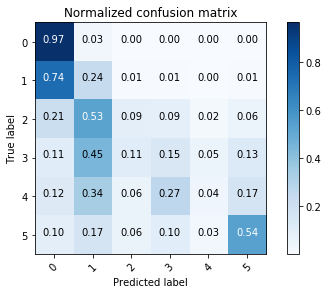 Normalized confusion matrix
0 0.97 0.03 0.00 0.00 0.00 0.00
1 0.74 0.24 0.01 0.01 0.00 0.01
2 0.21 0.53 0.09 0.09 0.02 0.06
3 0.11 0.45 0.11 0.15 0.05 0.13
4 0.12 0.34 0.06 0.27 0.04 0.17
5 0.10 0.17 0.06 0.10 0.03 0.54
0 1 2 3 4 5
True label
Predicted label
0.8
0.6
0.4
0.2